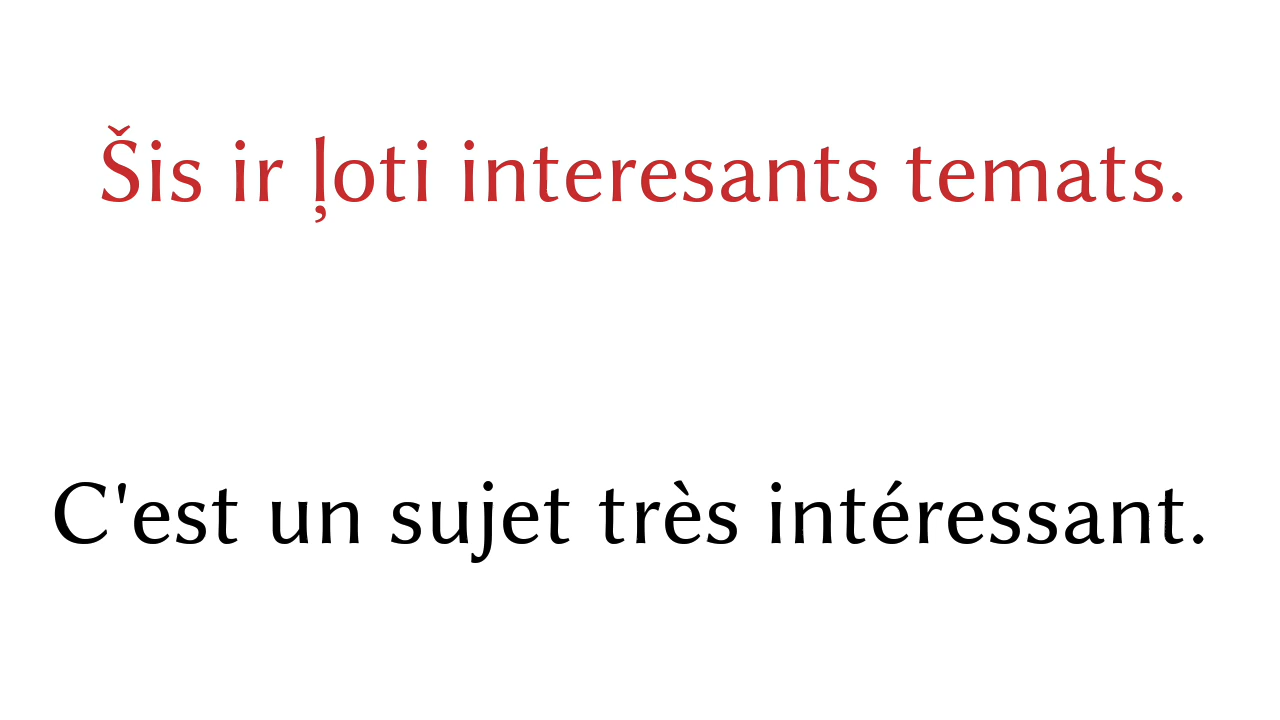 Šis ir ļoti interesants temats.
C'est un sujet très intéressant.